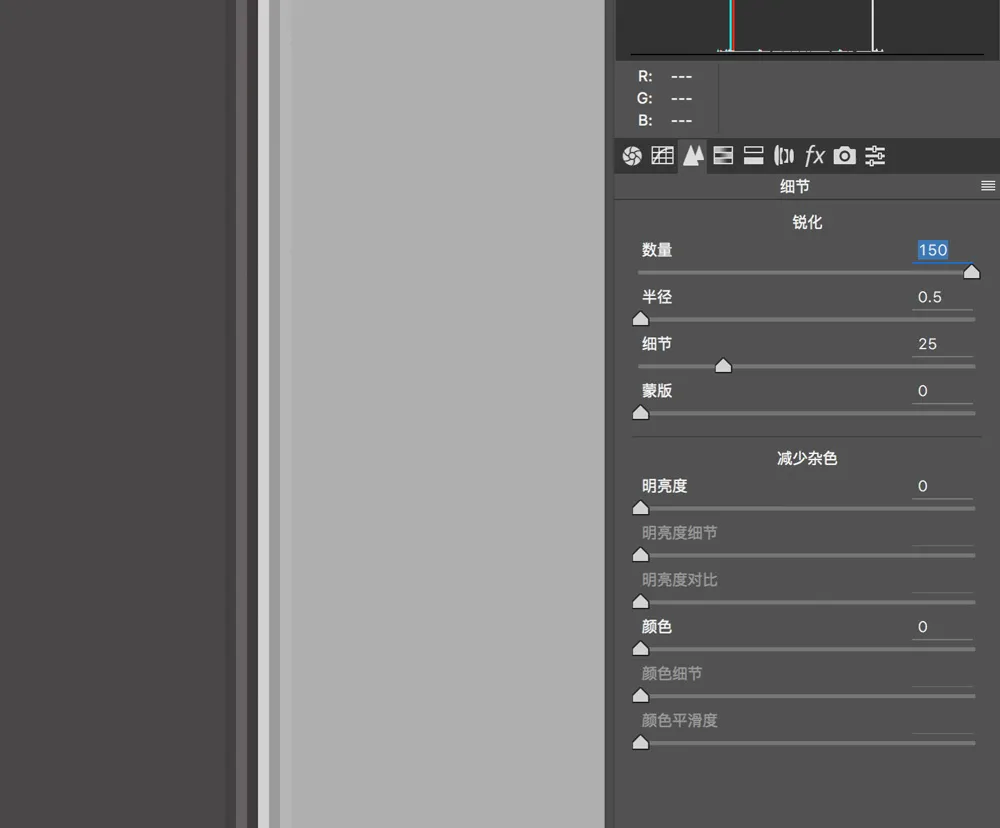 R: ---
G: ---
B: ---
fx
细节
锐化
数量 150
半径 0.5
细节 25
蒙版 0
减少杂色
明亮度 0
明亮度细节
明亮度对比
颜色 0
颜色细节
颜色平滑度